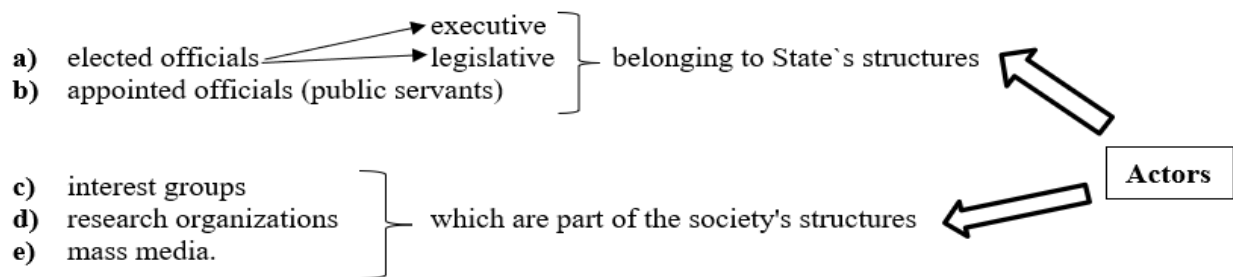 executive
a) elected officials legislative belonging to State`s structures
b) appointed officials (public servants)
Actors
c) interest groups
d) research organizations which are part of the society's structures
e) mass media.